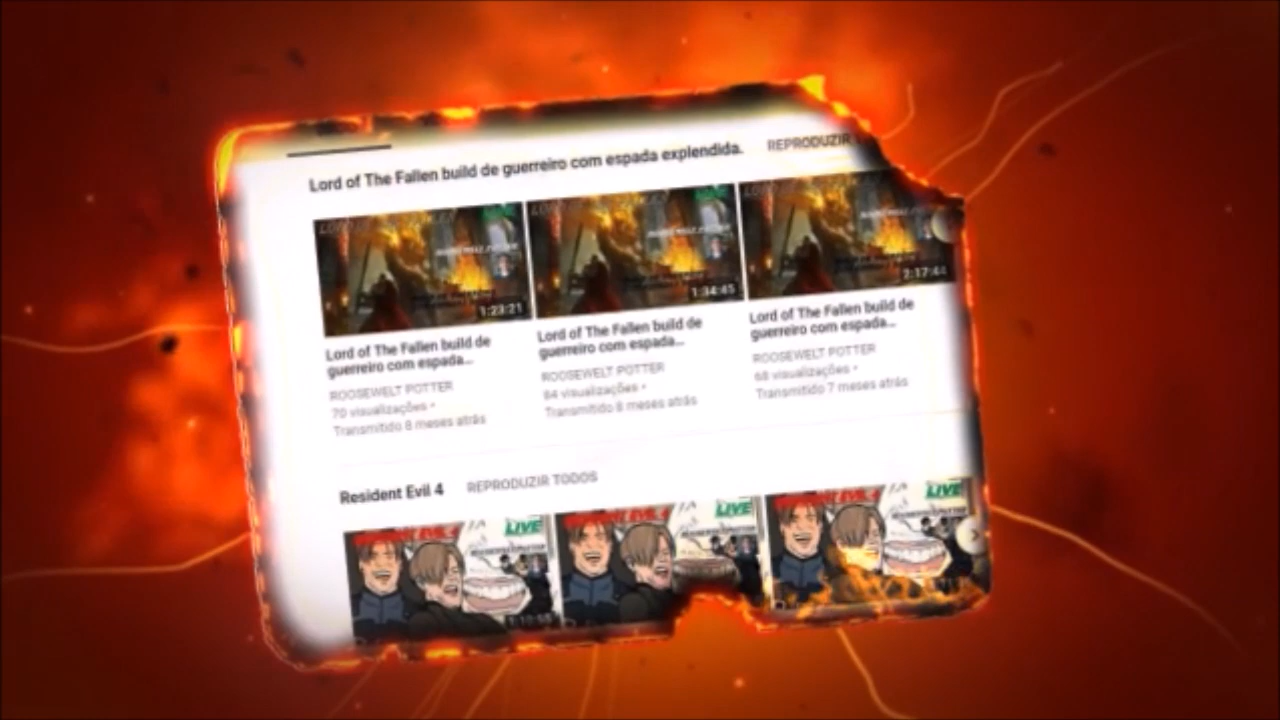 Lord of The Fallen build de guerreiro com espada explendida. REPRODUZIR
1:23:21
1:34:45
2:17:44
Lord of The Fallen build de
guerreiro com espada...
ROOSEWELT POTTER
70 visualizações •
Transmitido 8 meses atrás
Lord of The Fallen build de
guerreiro com espada...
ROOSEWELT POTTER
84 visualizações •
Transmitido 8 meses atrás
Lord of The Fallen build de
guerreiro com espada...
ROOSEWELT POTTER
68 visualizações •
Transmitido 7 meses atrás
Resident Evil 4 REPRODUZIR TODOS
LIVE
LIVE
LIVE